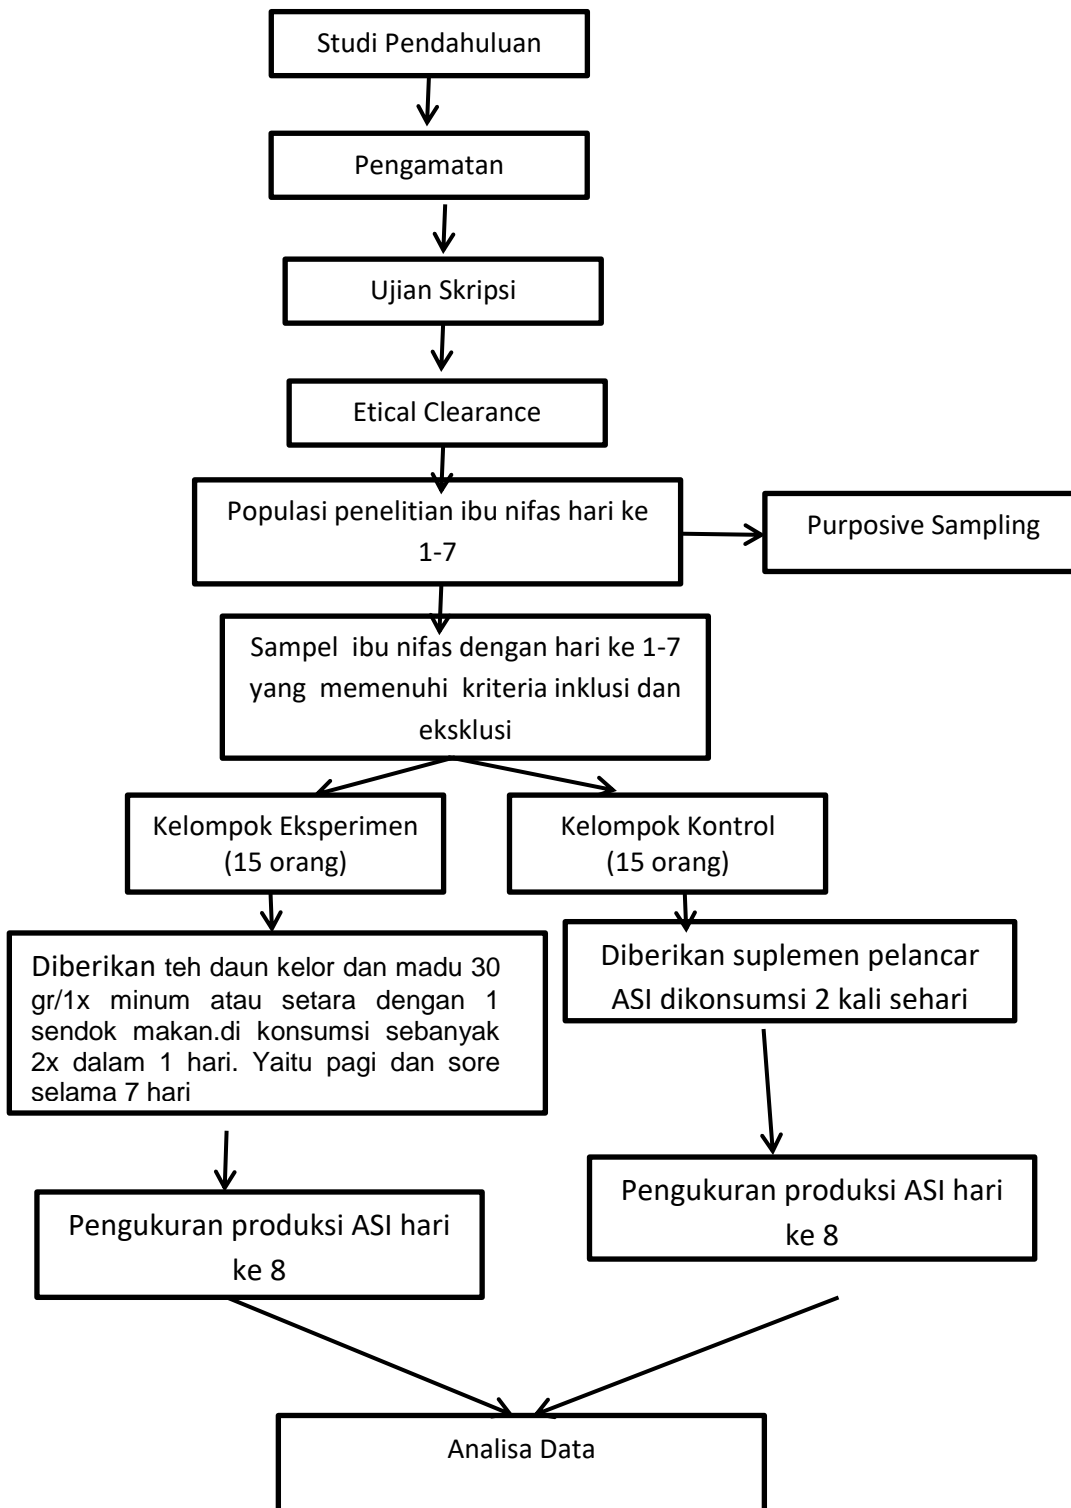 Studi Pendahuluan
Pengamatan
Ujian Skripsi
Etical Clearance
Populasi penelitian ibu nifas hari ke
1-7
Purposive Sampling
Sampel ibu nifas dengan hari ke 1-7
yang memenuhi kriteria inklusi dan
eksklusi
Kelompok Eksperimen
(15 orang)
Kelompok Kontrol
(15 orang)
Diberikan teh daun kelor dan madu 30
gr/1x minum atau setara dengan 1
sendok makan.di konsumsi sebanyak
2x dalam 1 hari. Yaitu pagi dan sore
selama 7 hari
Diberikan suplemen pelancar
ASI dikonsumsi 2 kali sehari
Pengukuran produksi ASI hari
ke 8
Pengukuran produksi ASI hari
ke 8
Analisa Data